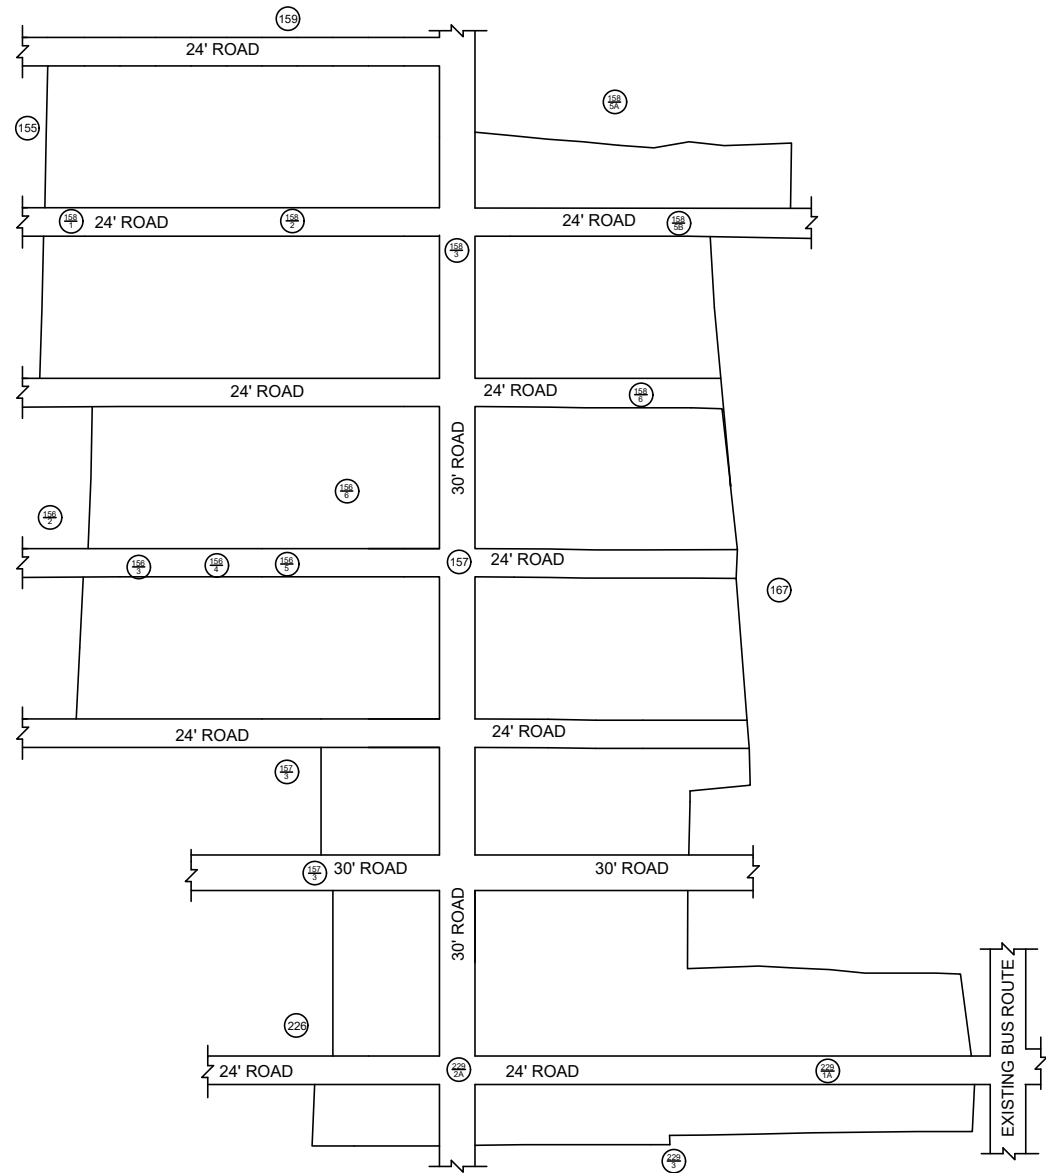 159
24' ROAD
158
5A
155
158
1
24' ROAD
158
2
24' ROAD
158
5B
158
3
24' ROAD
24' ROAD
158
6
30' ROAD
156
6
156
2
156
3
156
4
156
5
157
24' ROAD
167
24' ROAD
24' ROAD
157
3
157
3
30' ROAD
30' ROAD
30' ROAD
226
EXISTING BUS ROUTE
24' ROAD
229
2A
24' ROAD
229
1A
229
3